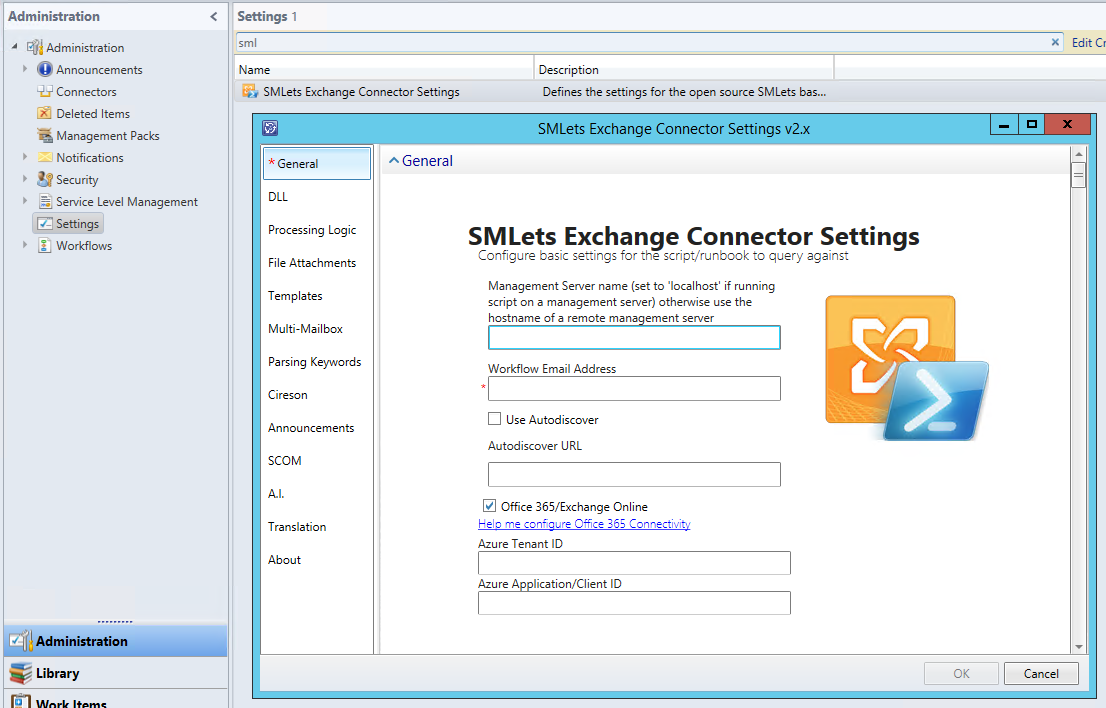 Administration
Administration
Announcements
Connectors
Deleted Items
Management Packs
Notifications
Security
Service Level Management
Settings
Workflows
Administration
Library
Work Items
Settings 1
sml
Edit Cr
Name
Description
SMLets Exchange Connector Settings
Defines the settings for the open source SMLets bas...
SMLets Exchange Connector Settings v2.x
* General
DLL
Processing Logic
File Attachments
Templates
Multi-Mailbox
Parsing Keywords
Cireson
Announcements
SCOM
A.I.
Translation
About
General
SMLets Exchange Connector Settings
Configure basic settings for the script/runbook to query against
Management Server name (set to 'localhost' if running
script on a management server) otherwise use the
hostname of a remote management server
Workflow Email Address
*
Use Autodiscover
Autodiscover URL
Office 365/Exchange Online
Help me configure Office 365 Connectivity
Azure Tenant ID
Azure Application/Client ID
OK
Cancel